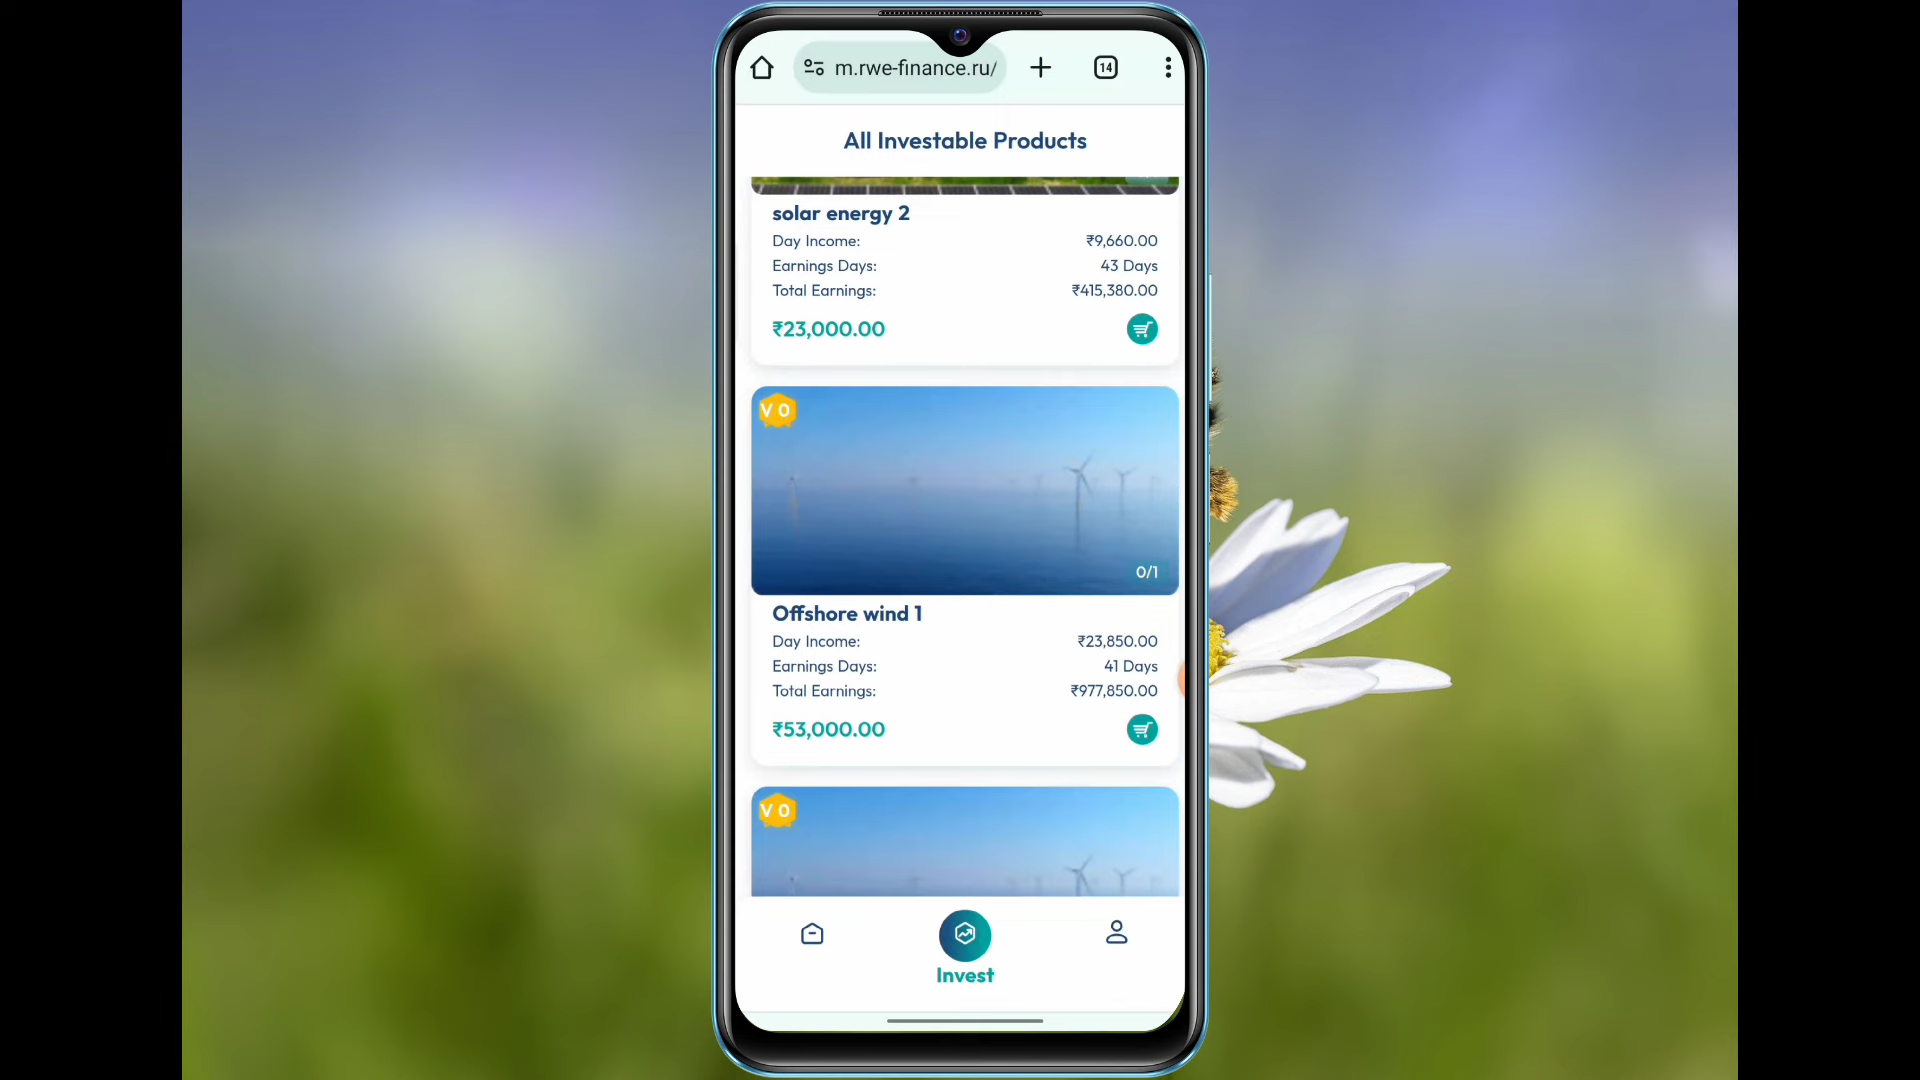 m.rwe-finance.ru/
14
All Investable Products
solar energy 2
Day Income: ₹9,660.00
Earnings Days: 43 Days
Total Earnings: ₹415,380.00
₹23,000.00
V 0
0/1
Offshore wind 1
Day Income: ₹23,850.00
Earnings Days: 41 Days
Total Earnings: ₹977,850.00
₹53,000.00
V 0
Invest